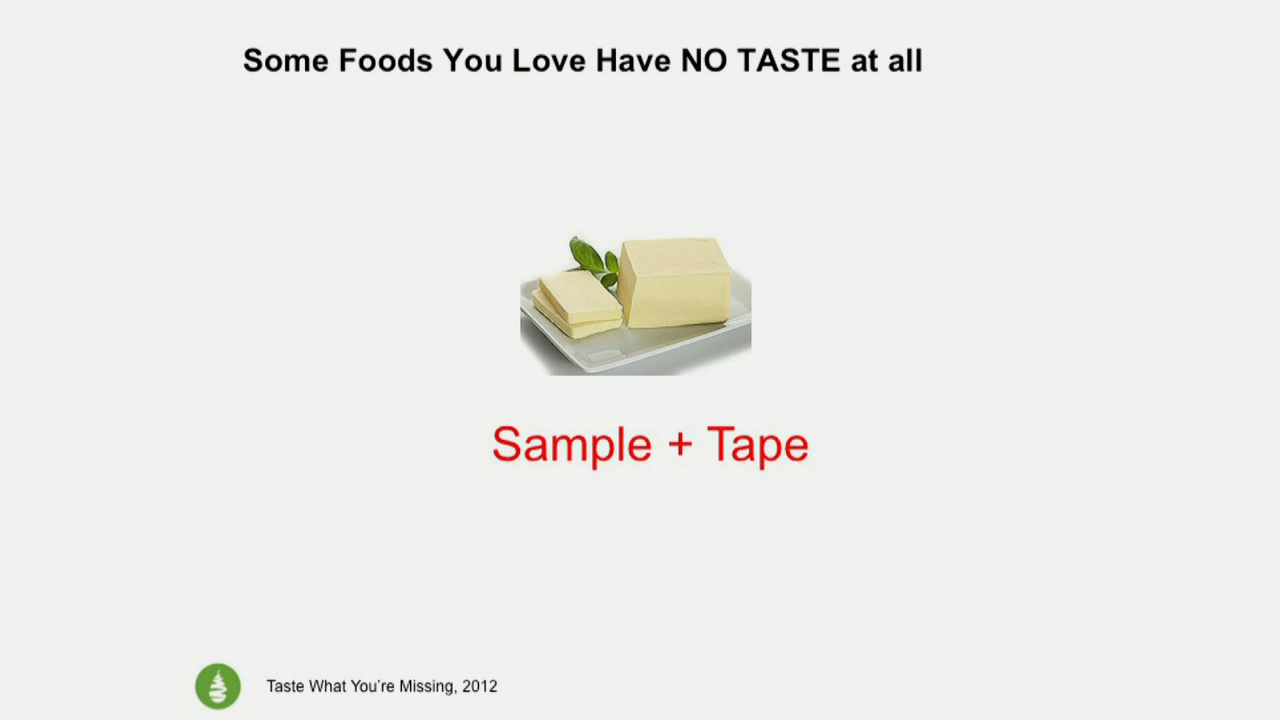 Some Foods You Love Have NO TASTE at all
Sample + Tape
Taste What You're Missing, 2012